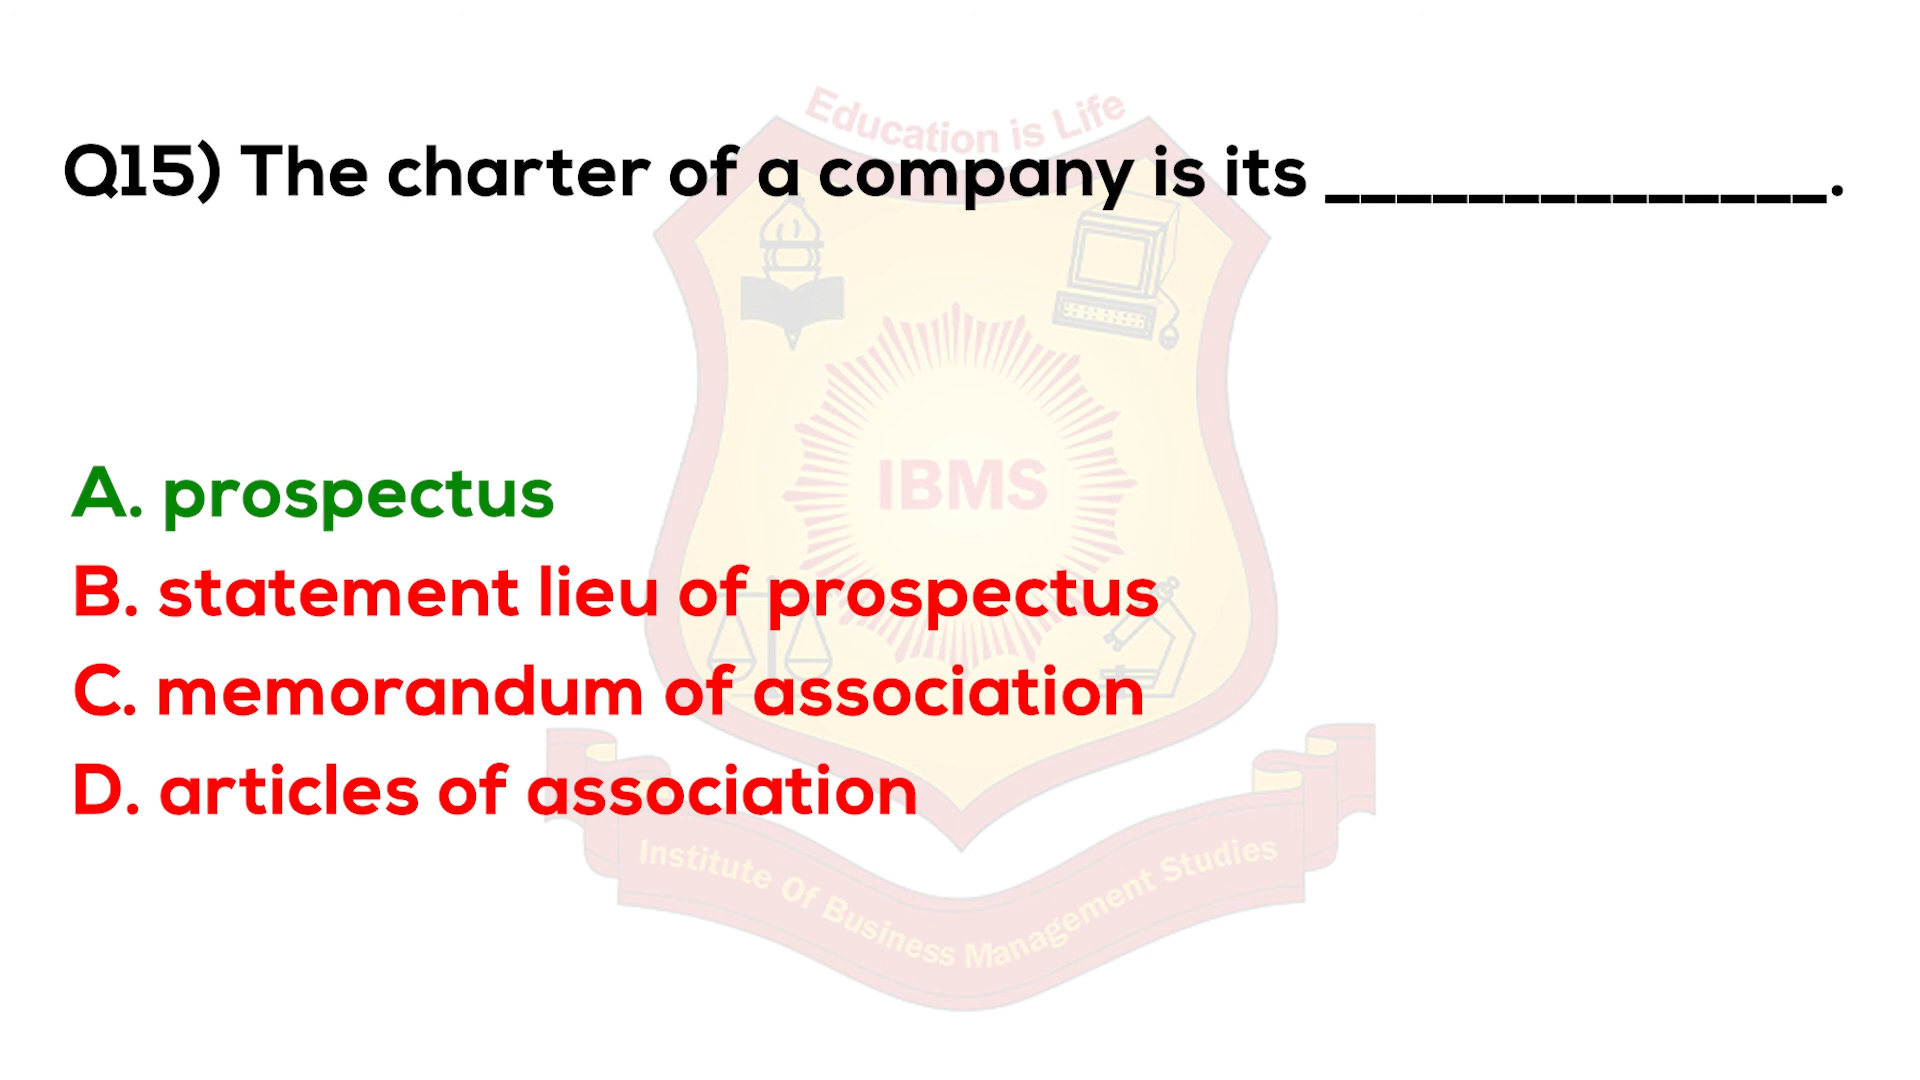 Education is Life
Q15) The charter of a company is its ______________.
IBMS
A. prospectus
B. statement lieu of prospectus
C. memorandum of association
D. articles of association
Institute Of Business Management Studies